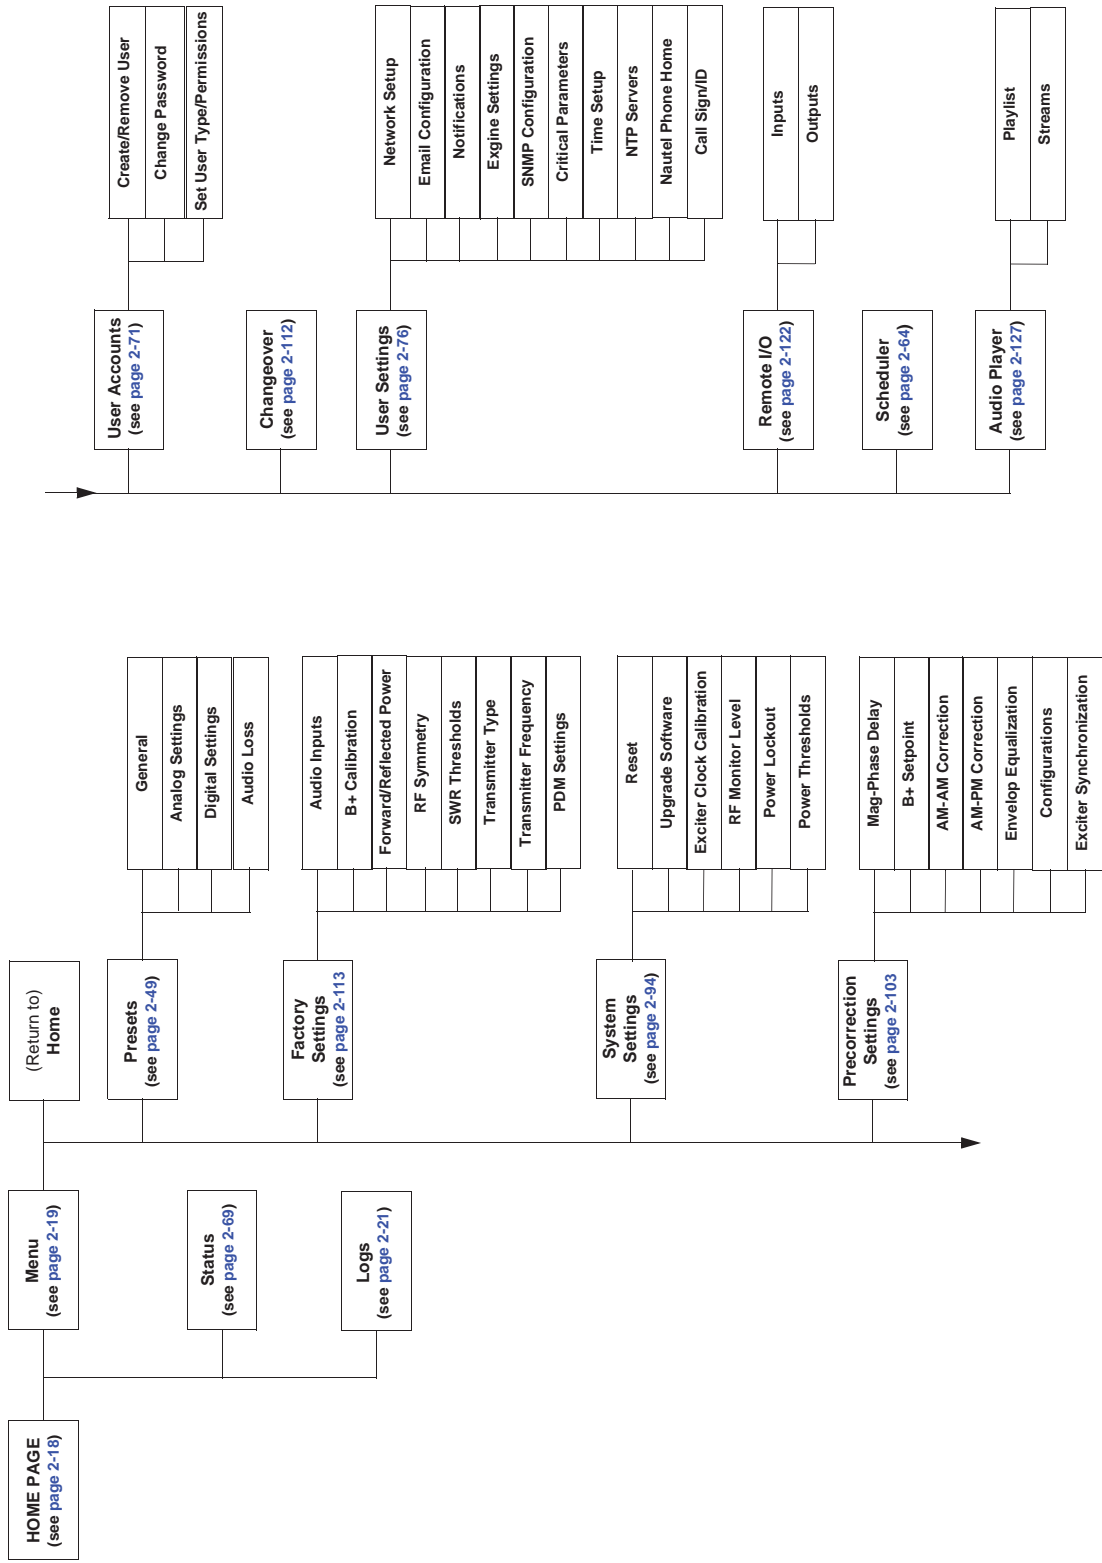 HOME PAGE
(see page 2-18)
Menu
(see page 2-19)
Status
(see page 2-69)
Logs
(see page 2-21)
(Return to)
Home
Presets
(see page 2-49)
General
Analog Settings
Digital Settings
Audio Loss
Factory
Settings
(see page 2-113
Audio Inputs
B+ Calibration
Forward/Reflected Power
RF Symmetry
SWR Thresholds
Transmitter Type
Transmitter Frequency
PDM Settings
System
Settings
(see page 2-94)
Reset
Upgrade Software
Exciter Clock Calibration
RF Monitor Level
Power Lockout
Power Thresholds
Precorrection
Settings
(see page 2-103
Mag-Phase Delay
B+ Setpoint
AM-AM Correction
AM-PM Correction
Envelop Equalization
Configurations
Exciter Synchronization
User Accounts
(see page 2-71)
Create/Remove User
Change Password
Set User Type/Permissions
Changeover
(see page 2-112)
User Settings
(see page 2-76)
Network Setup
Email Configuration
Notifications
Exgine Settings
SNMP Configuration
Critical Parameters
Time Setup
NTP Servers
Nautel Phone Home
Call Sign/ID
Remote I/O
(see page 2-122)
Inputs
Outputs
Scheduler
(see page 2-64)
Audio Player
(see page 2-127)
Playlist
Streams